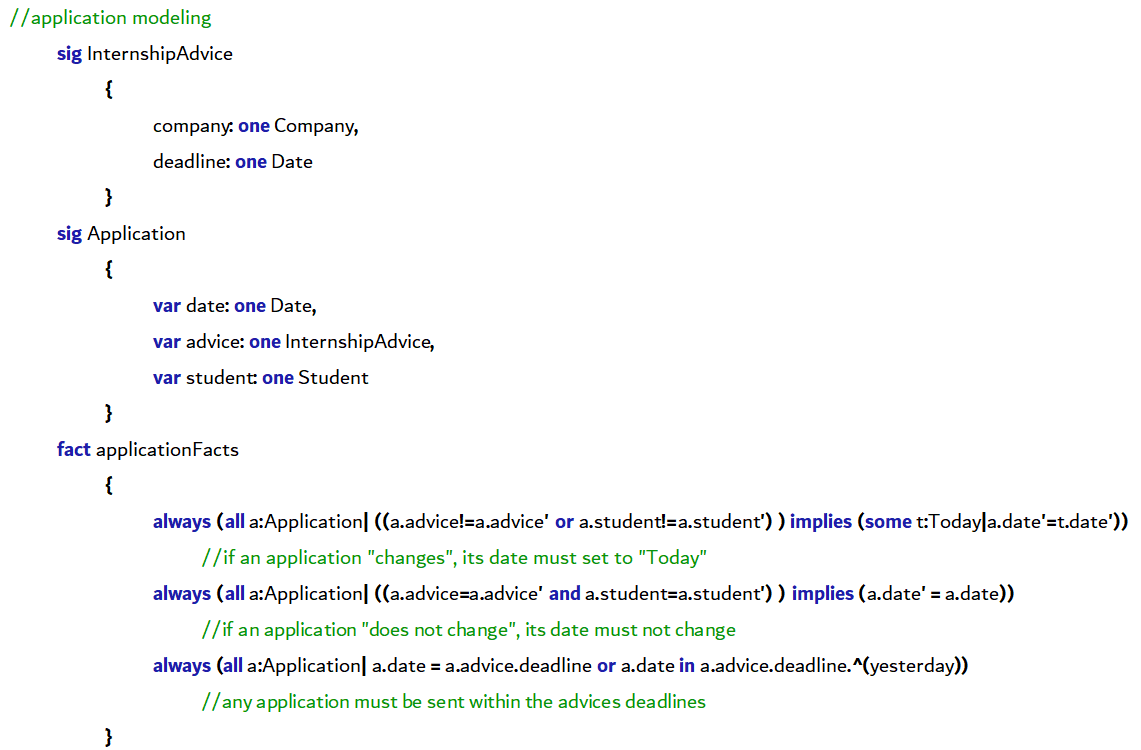 //application modeling
sig InternshipAdvice
{
company: one Company,
deadline: one Date
}
sig Application
{
var date: one Date,
var advice: one InternshipAdvice,
var student: one Student
}
fact applicationFacts
{
always (all a:Application| ((a.advice!=a.advice' or a.student!=a.student') ) implies (some t:Today|a.date'=t.date'))
//if an application "changes", its date must set to "Today"
always (all a:Application| ((a.advice=a.advice' and a.student=a.student') ) implies (a.date' = a.date))
//if an application "does not change", its date must not change
always (all a:Application| a.date = a.advice.deadline or a.date in a.advice.deadline.^(yesterday))
//any application must be sent within the advices deadlines
}